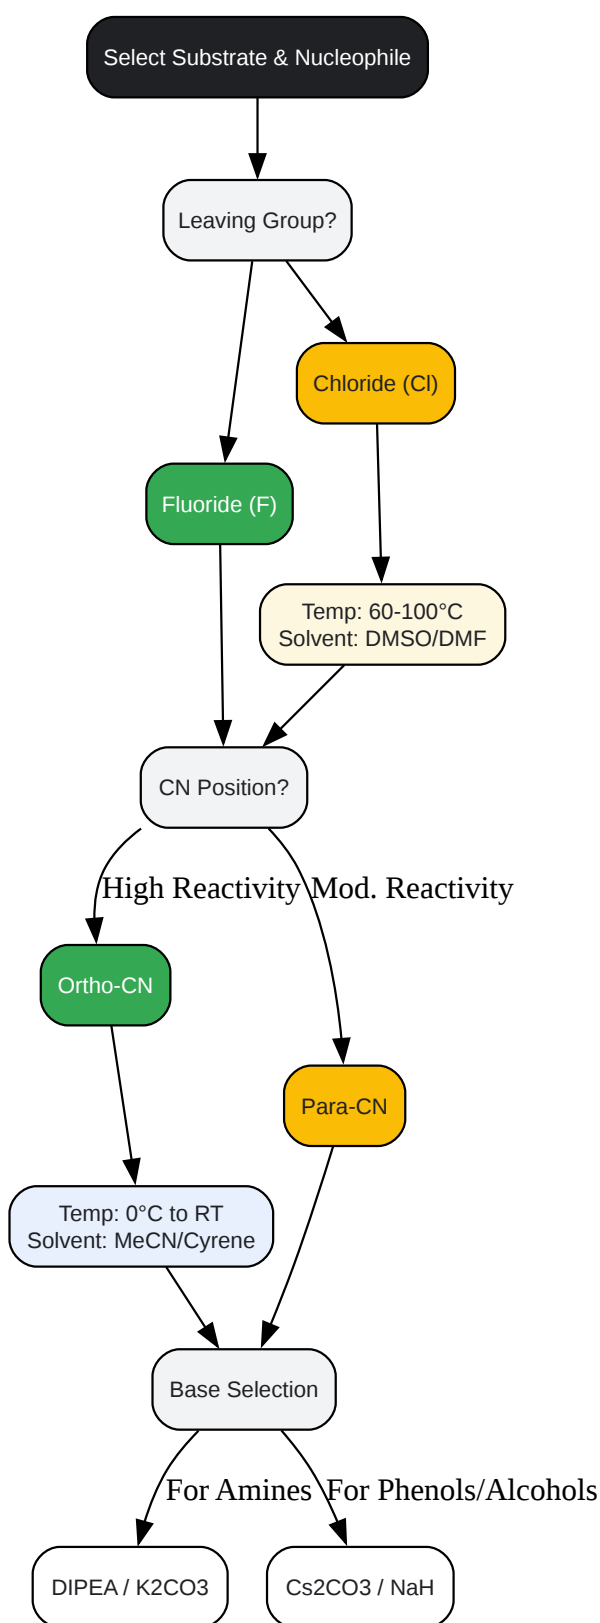 Select Substrate & Nucleophile
Leaving Group?
Chloride (Cl)
Fluoride (F)
Temp: 60-100°C
Solvent: DMSO/DMF
CN Position?
High Reactivity
Mod. Reactivity
Ortho-CN
Para-CN
Temp: 0°C to RT
Solvent: MeCN/Cyrene
Base Selection
For Amines
For Phenols/Alcohols
DIPEA / K2CO3
Cs2CO3 / NaH